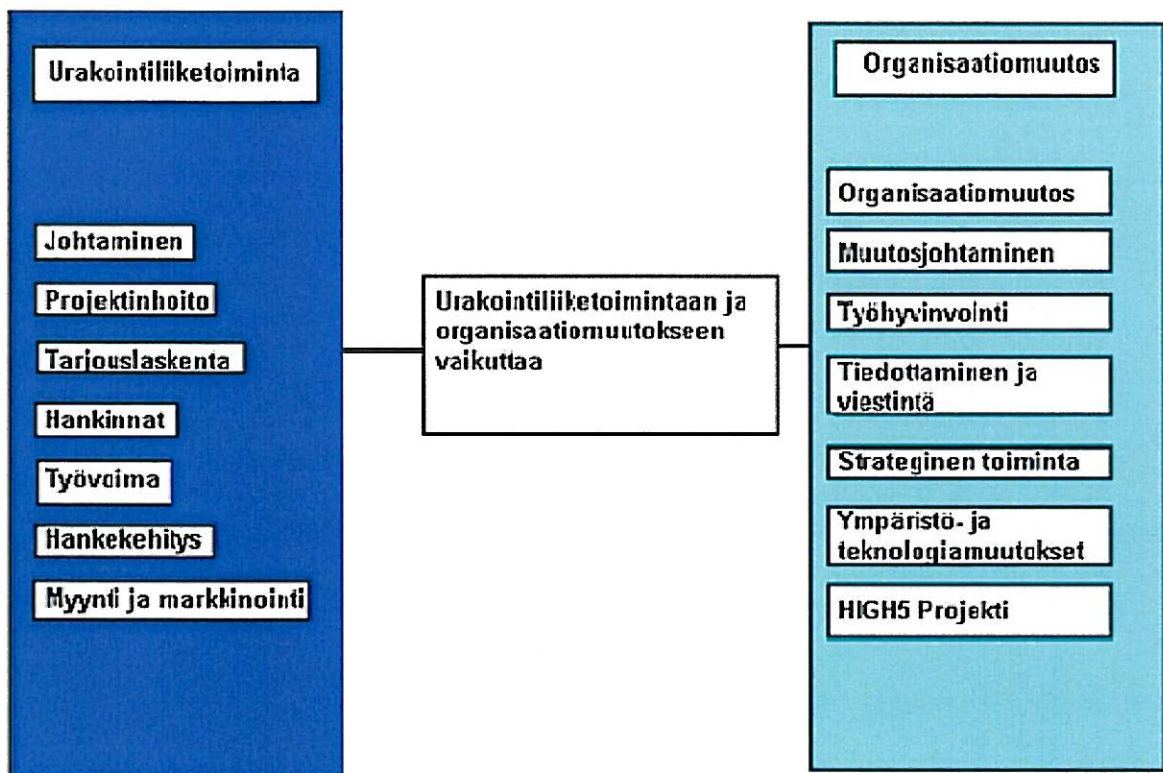 Urakointiliiketoiminta
Johtaminen
Projektinhoito
Tarjouslaskenta
Hankinnat
Työvoima
Hankekehitys
Myynti ja markkinointi
Urakointiliiketoimintaan ja
organisaatiomuutokseen
vaikuttaa
Organisaatiomuutos
Organisaatiomuutos
Muutosjohtaminen
Työhyvinvointi
Tiedottaminen ja
viestintä
Strateginen toiminta
Ympäristö- ja
teknologiamuutokset
HIGH5 Projekti